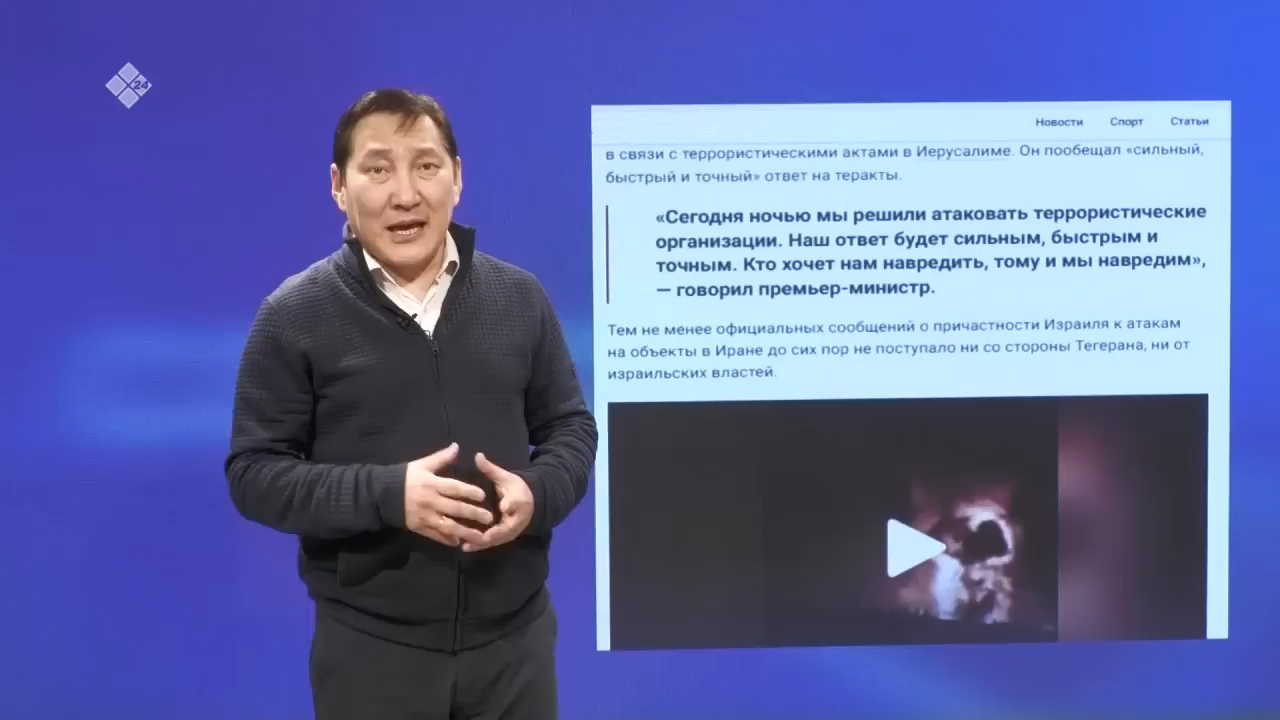 24
Новости Спорт Статьи
в связи с террористическими актами в Иерусалиме. Он пообещал «сильный,
быстрый и точный» ответ на теракты.
«Сегодня ночью мы решили атаковать террористические
организации. Наш ответ будет сильным, быстрым и
точным. Кто хочет нам навредить, тому и мы навредим»,
— говорил премьер-министр.
Тем не менее официальных сообщений о причастности Израиля к атакам
на объекты в Иране до сих пор не поступало ни со стороны Тегерана, ни от
израильских властей.